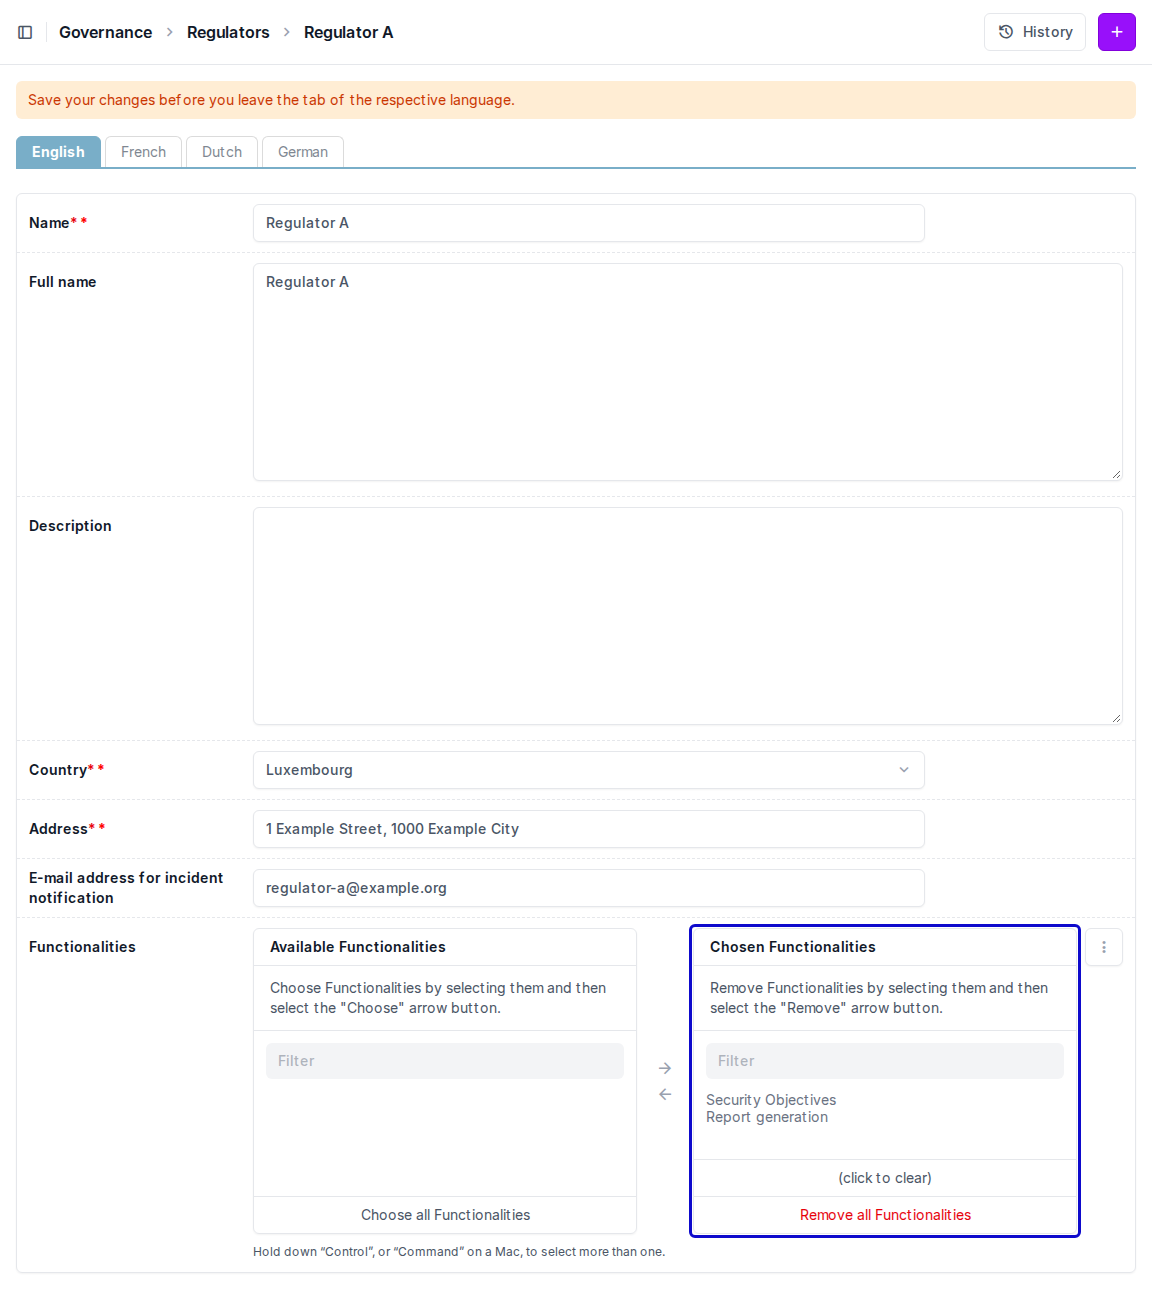 Governance
Regulators
Regulator A
History
Save your changes before you leave the tab of the respective language.
English
French
Dutch
German
Name**
Regulator A
Full name
Regulator A
Description
Country**
Luxembourg
Address**
1 Example Street, 1000 Example City
E-mail address for incident
notification
regulator-a@example.org
Functionalities
Available Functionalities
Choose Functionalities by selecting them and then
select the "Choose" arrow button.
Filter
Choose all Functionalities
Chosen Functionalities
Remove Functionalities by selecting them and then
select the "Remove" arrow button.
Filter
Security Objectives
Report generation
(click to clear)
Remove all Functionalities
Hold down “Control”, or “Command” on a Mac, to select more than one.